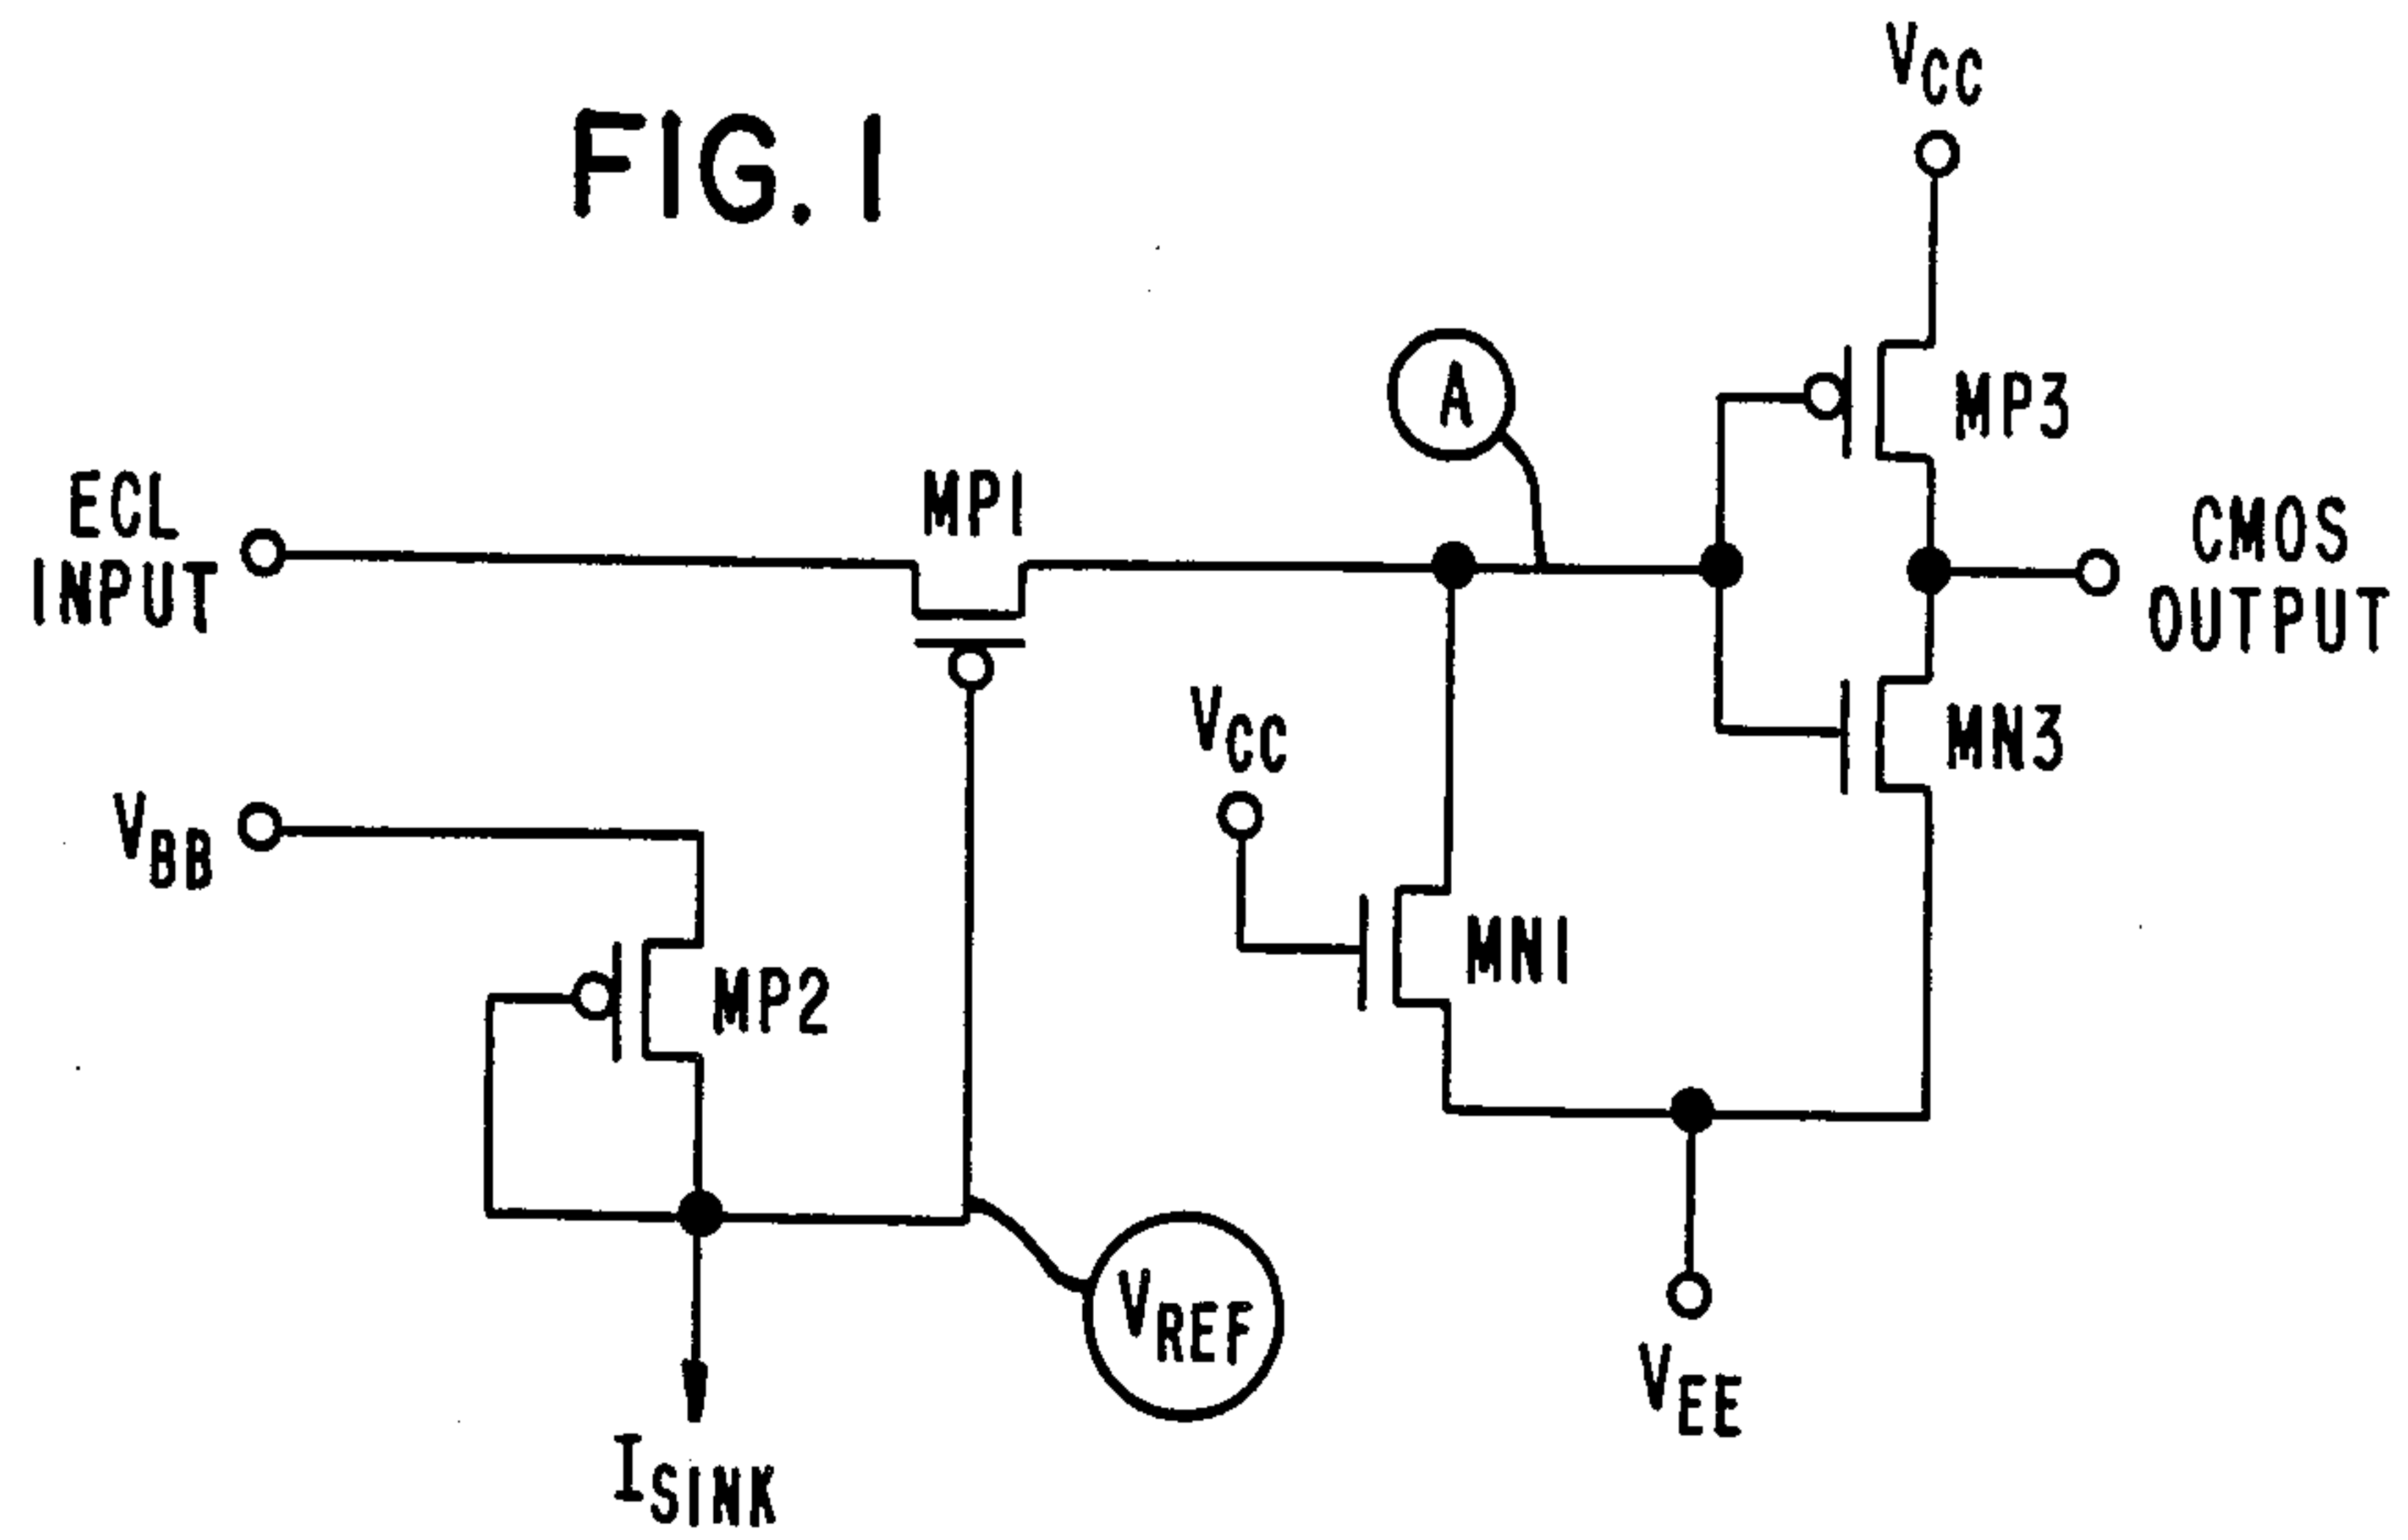 FIG. 1
VCC
A
MP3
ECL
INPUT
MP1
CMOS
OUTPUT
VCC
MN3
VBB
MP2
MN1
VREF
VEE
ISINK